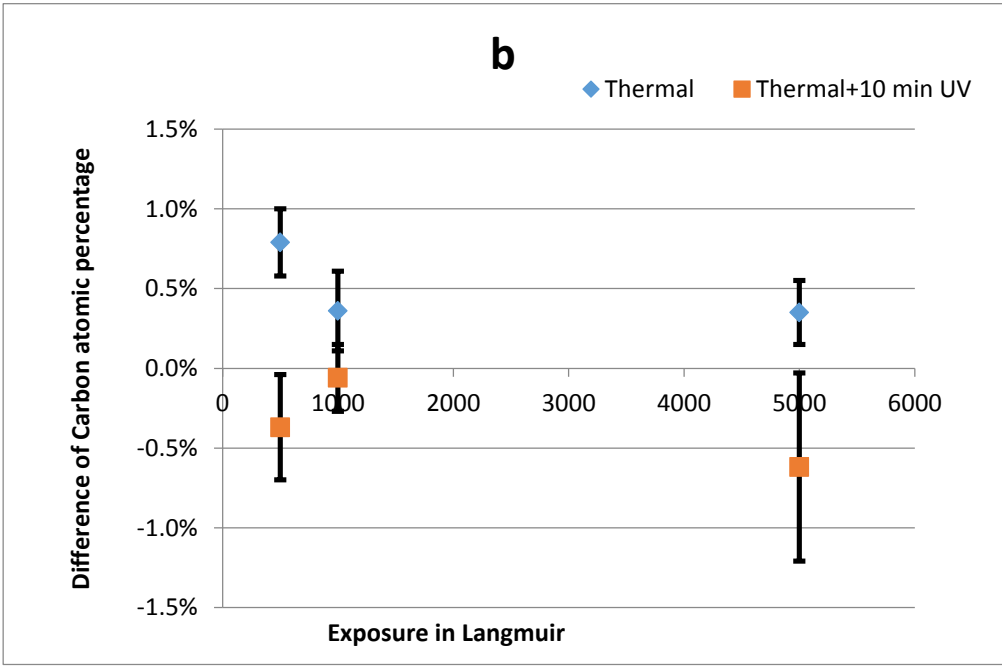 b
Thermal
Thermal+10 min UV
Difference of Carbon atomic percentage
1.5%
1.0%
0.5%
0.0%
-0.5%
-1.0%
-1.5%
0
1000
2000
3000
4000
5000
6000
Exposure in Langmuir